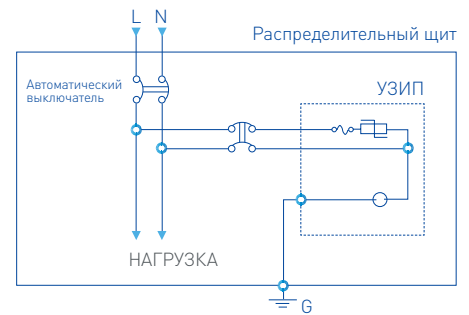 L N
Распределительный щит
Автоматический
выключатель
УЗИП
НАГРУЗКА
G